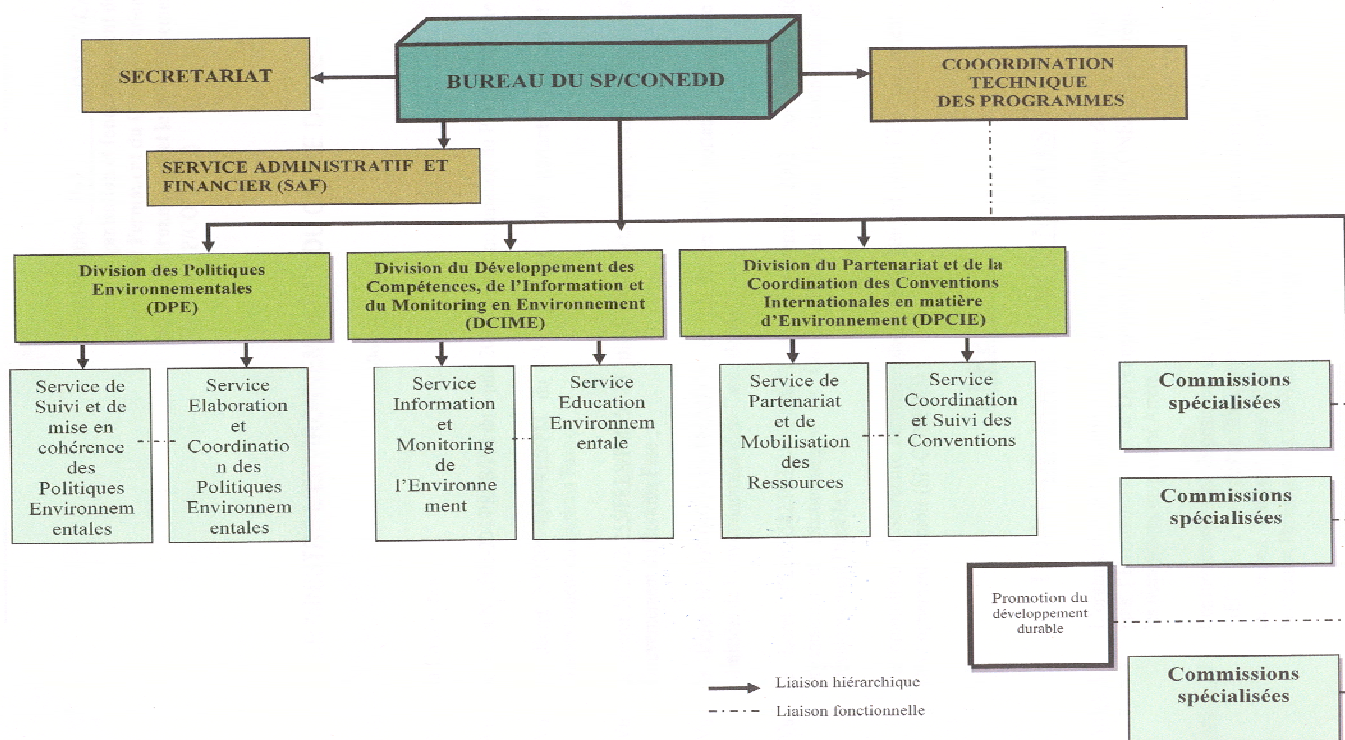 SECRETARIAT
BUREAU DU SP/CONEDD
COOORDINATION
TECHNIQUE
DES PROGRAMMES
SERVICE ADMINISTRATIF ET
FINANCIER (SAF)
Division des Politiques
Environnementales
(DPE)
Division du Développement des
Compétences, de l'Information et
du Monitoring en Environnement
(DCIME)
Division du Partenariat et de la
Coordination des Conventions
Internationales en matière
d'Environnement (DPCIE)
Service de
Suivi et de
mise en
cohérence
des
Politiques
Environnem
entales
Service
Elaboration
et
Coordinatio
n des
Politiques
Environnem
entales
Service
Information
et
Monitoring
de
l'Environne
ment
Service
Education
Environnem
entale
Service de
Partenariat
et de
Mobilisation
des
Ressources
Service
Coordination
et Suivi des
Conventions
Commissions
spécialisées
Commissions
spécialisées
Promotion du
développement
durable
Commissions
spécialisées
Liaison hiérarchique
Liaison fonctionnelle